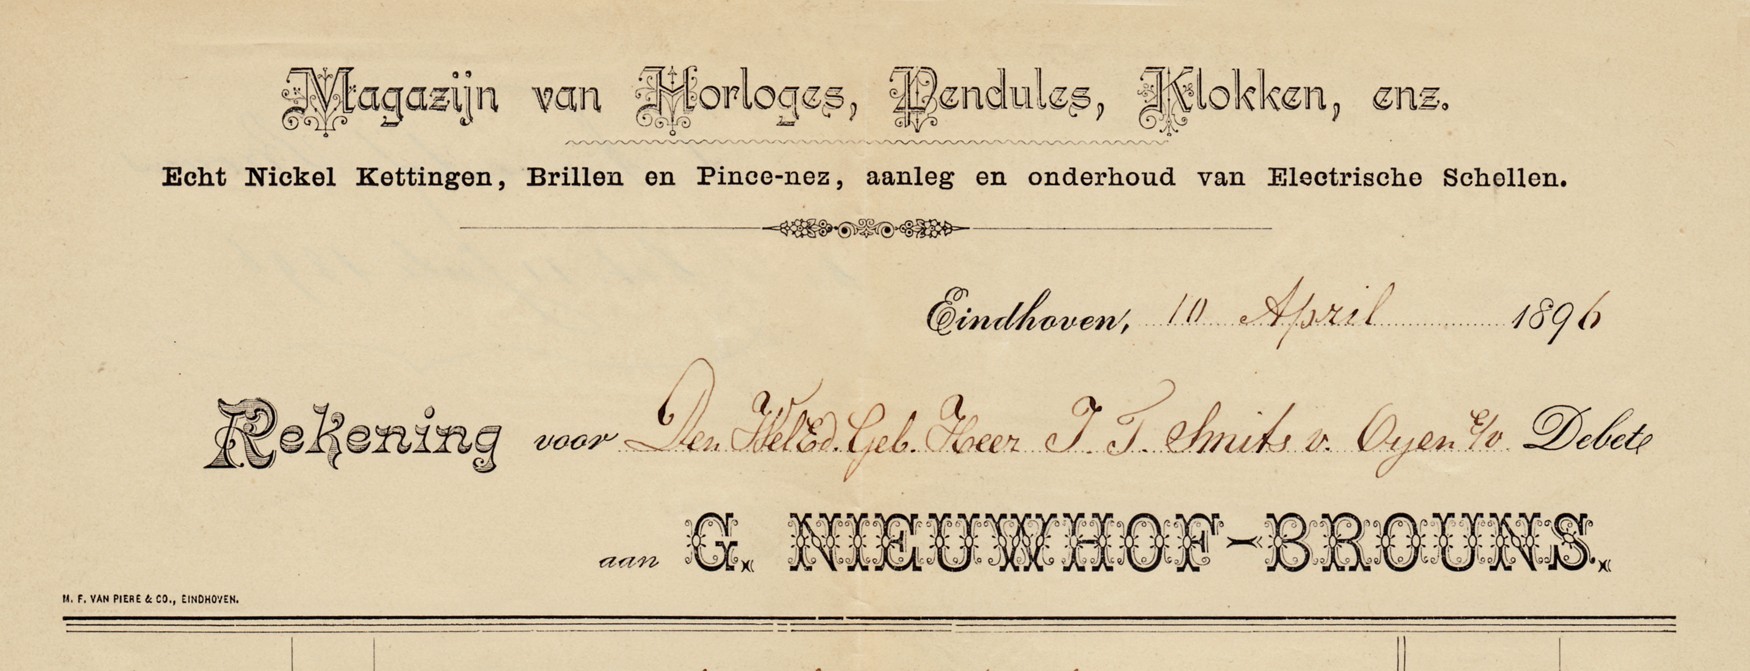 Magazijn van Horloges, Pendules, Klokken, enz.
Echt Nickel Kettingen, Brillen en Pince-nez, aanleg en onderhoud van Electrische Schellen.
Eindhoven, 10 April 1896
Rekening voor Den WelEd. Geb. Heer J. T. Smits v. Oyen Debet
aan G. NIEUWHOF-BROUNS.
M. F. VAN PIERE & CO., EINDHOVEN.